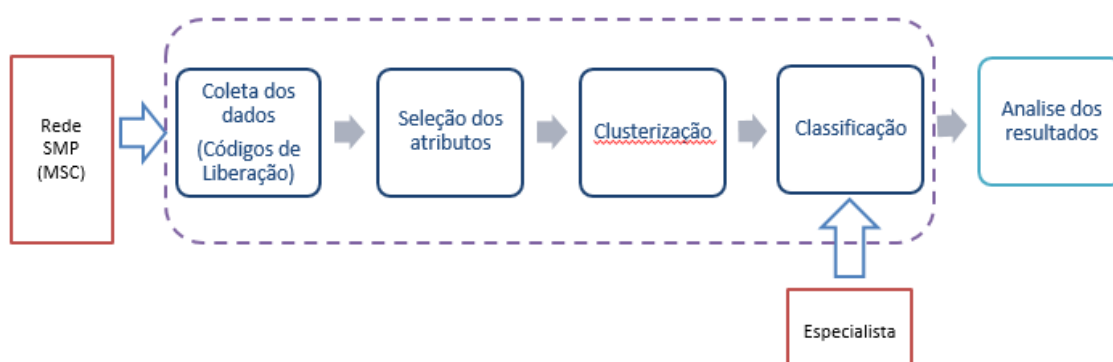 Rede
SMP
(MSC)
Coleta dos
dados
(Códigos de
Liberação)
Seleção dos
atributos
Clusterização
Classificação
Analise dos
resultados
Especialista